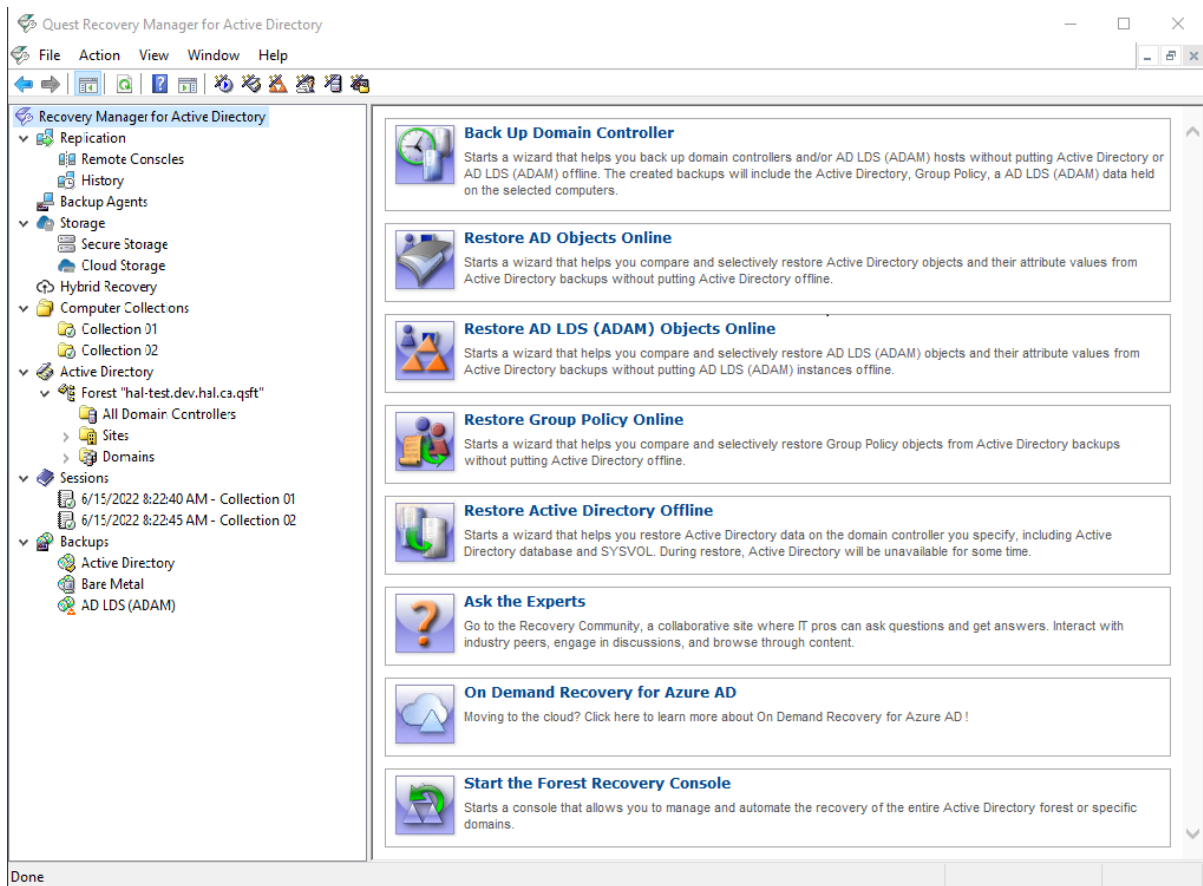 Quest Recovery Manager for Active Directory
File Action View Window Help
Recovery Manager for Active Directory
Replication
Remote Consoles
History
Backup Agents
Storage
Secure Storage
Cloud Storage
Hybrid Recovery
Computer Collections
Collection 01
Collection 02
Active Directory
Forest "hal-test.dev.hal.ca.qsft"
All Domain Controllers
Sites
Domains
Sessions
6/15/2022 8:22:40 AM - Collection 01
6/15/2022 8:22:45 AM - Collection 02
Backups
Active Directory
Bare Metal
AD LDS (ADAM)
Back Up Domain Controller
Starts a wizard that helps you back up domain controllers and/or AD LDS (ADAM) hosts without putting Active Directory or
AD LDS (ADAM) offline. The created backups will include the Active Directory, Group Policy, a AD LDS (ADAM) data held
on the selected computers.
Restore AD Objects Online
Starts a wizard that helps you compare and selectively restore Active Directory objects and their attribute values from
Active Directory backups without putting Active Directory offline.
Restore AD LDS (ADAM) Objects Online
Starts a wizard that helps you compare and selectively restore AD LDS (ADAM) objects and their attribute values from
Active Directory backups without putting AD LDS (ADAM) instances offline.
Restore Group Policy Online
Starts a wizard that helps you compare and selectively restore Group Policy objects from Active Directory backups
without putting Active Directory offline.
Restore Active Directory Offline
Starts a wizard that helps you restore Active Directory data on the domain controller you specify, including Active
Directory database and SYSVOL. During restore, Active Directory will be unavailable for some time.
Ask the Experts
Go to the Recovery Community, a collaborative site where IT pros can ask questions and get answers. Interact with
industry peers, engage in discussions, and browse through content.
On Demand Recovery for Azure AD
Moving to the cloud? Click here to learn more about On Demand Recovery for Azure AD !
Start the Forest Recovery Console
Starts a console that allows you to manage and automate the recovery of the entire Active Directory forest or specific
domains.
Done